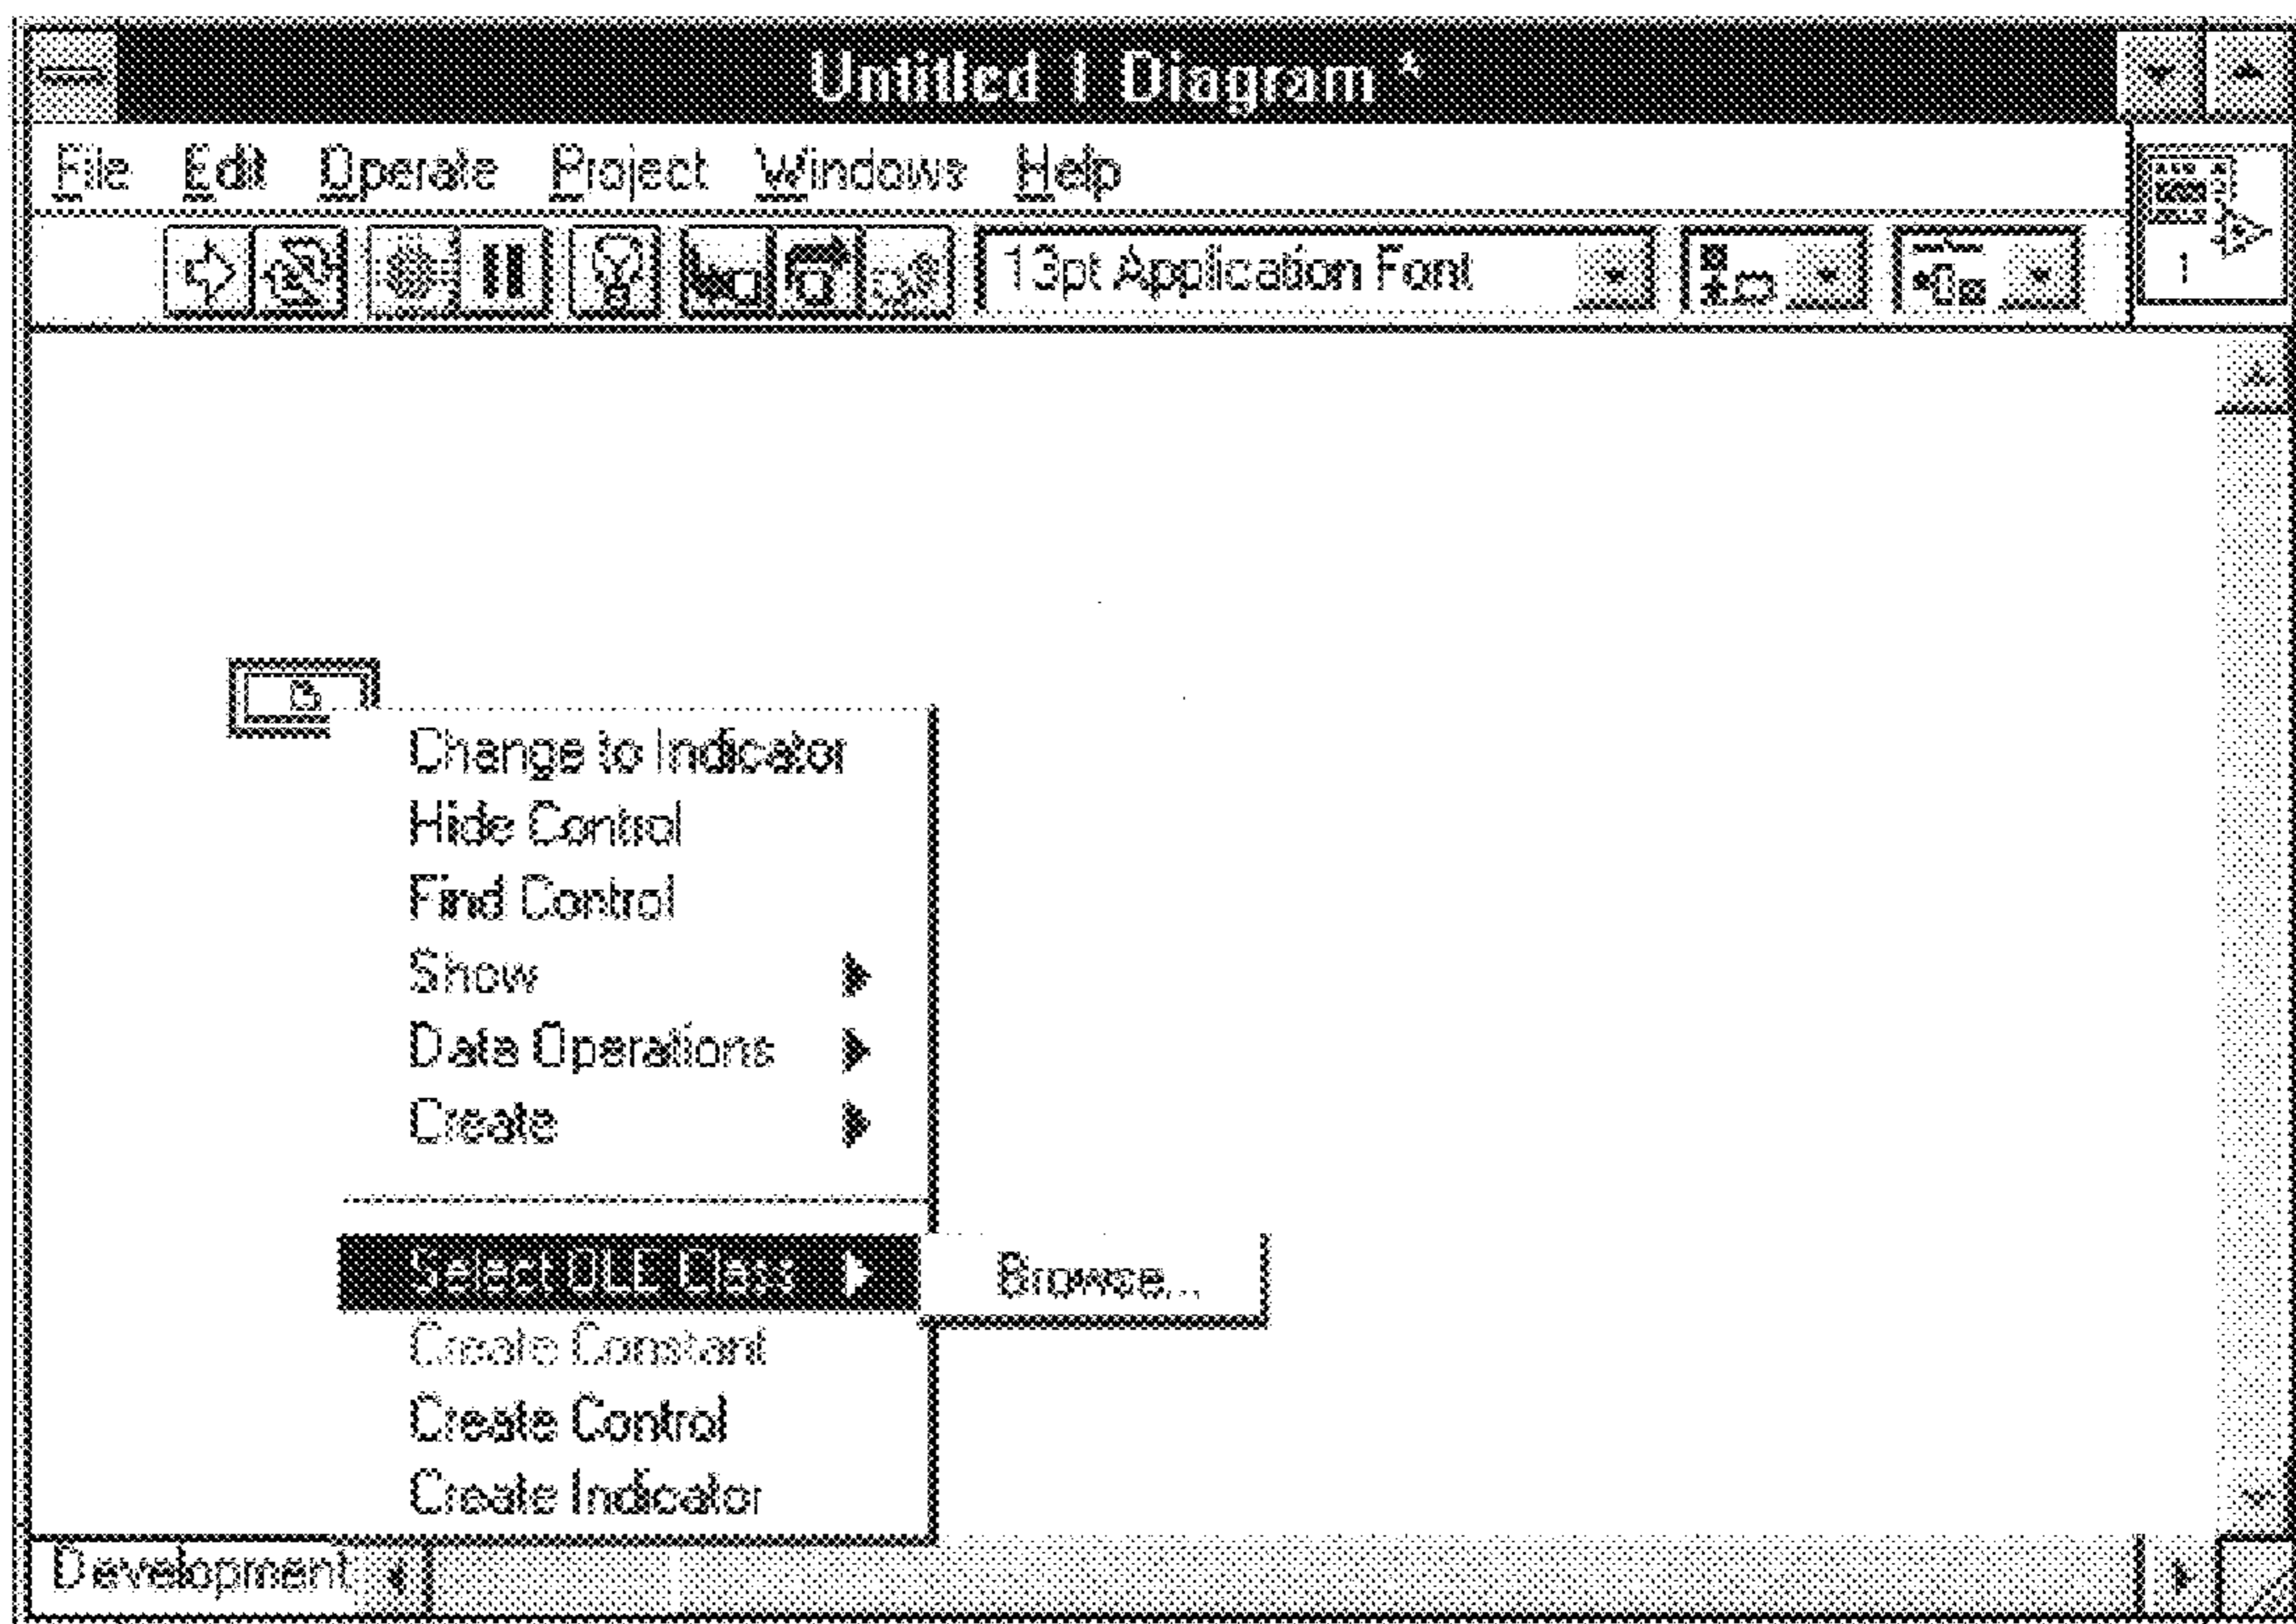 Untitled 1 Diagram *
File Edit Operate Project Windows Help
13pt Application Font
1
Change to Indicator
Hide Control
Find Control
Show
Data Operations
Create
Select OLE Class
Browse...
Create Constant
Create Control
Create Indicator
Development